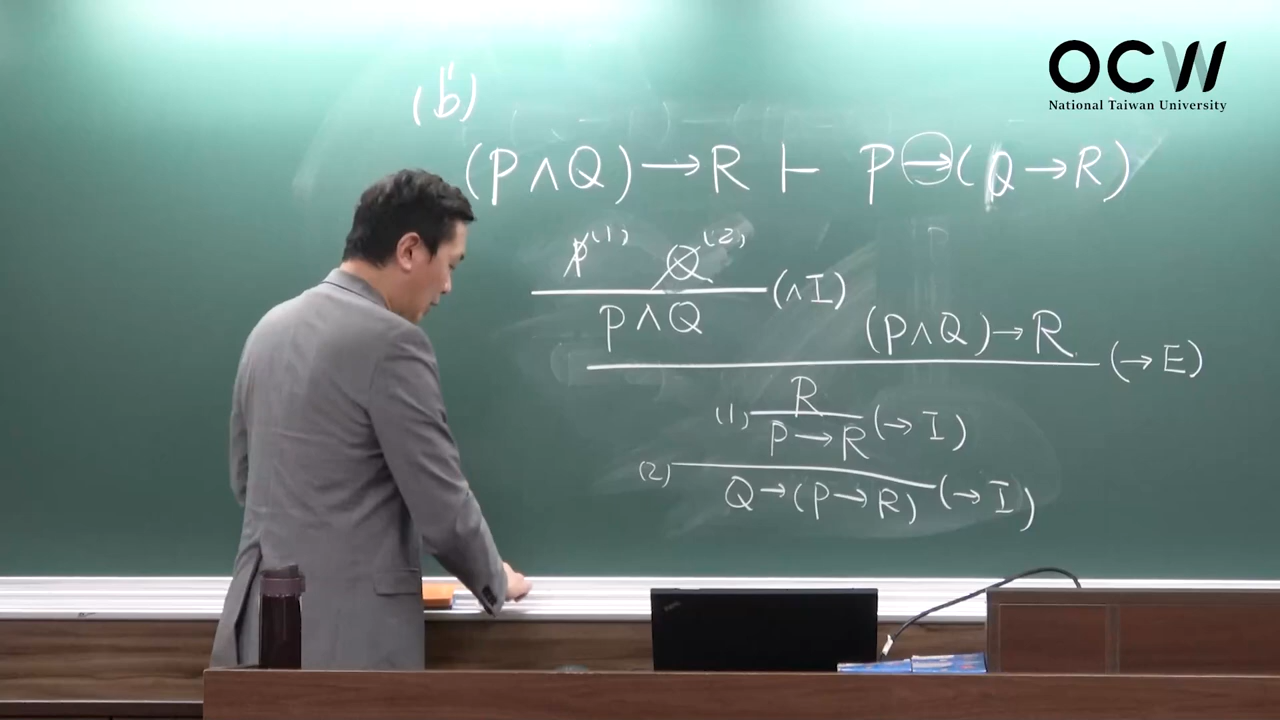 OCW
National Taiwan University
(b)
(P∧Q)→R ⊢ P→(Q→R)
P (1) Q (2)
(∧I)
P∧Q (P∧Q)→R
(→E)
R
(1) (→I)
P→R
(2)
Q→(P→R) (→I)